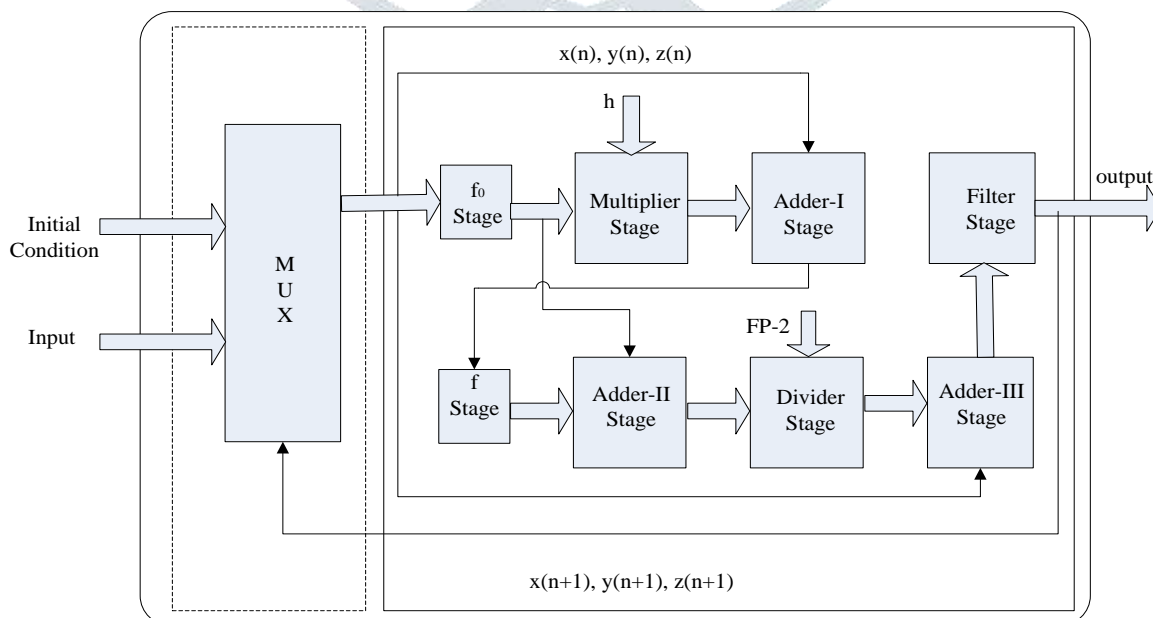 x(n), y(n), z(n)
h
output
f₀
Stage
Multiplier
Stage
Adder-I
Stage
Filter
Stage
Initial
Condition
M
U
X
Input
FP-2
f
Stage
Adder-II
Stage
Divider
Stage
Adder-III
Stage
x(n+1), y(n+1), z(n+1)